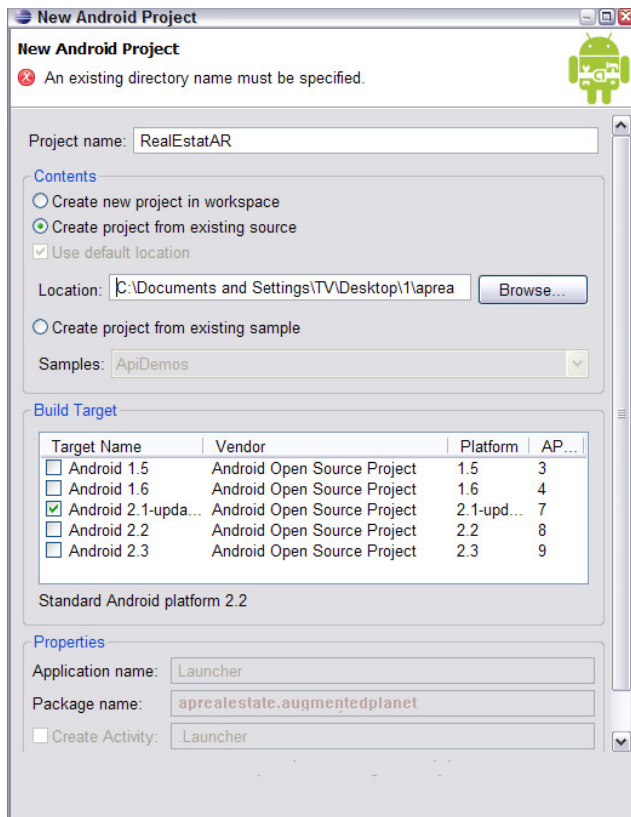 New Android Project
New Android Project
An existing directory name must be specified.
Project name: RealEstatAR
Contents
Create new project in workspace
Create project from existing source
Use default location
Location: C:\Documents and Settings\TV\Desktop\1\aprea Browse...
Create project from existing sample
Samples: ApiDemos
Build Target
Target Name Vendor Platform AP...
Android 1.5 Android Open Source Project 1.5 3
Android 1.6 Android Open Source Project 1.6 4
Android 2.1-upda... Android Open Source Project 2.1-upd... 7
Android 2.2 Android Open Source Project 2.2 8
Android 2.3 Android Open Source Project 2.3 9
Standard Android platform 2.2
Properties
Application name: Launcher
Package name: aprealestate.augmentedplanet
Create Activity: .Launcher